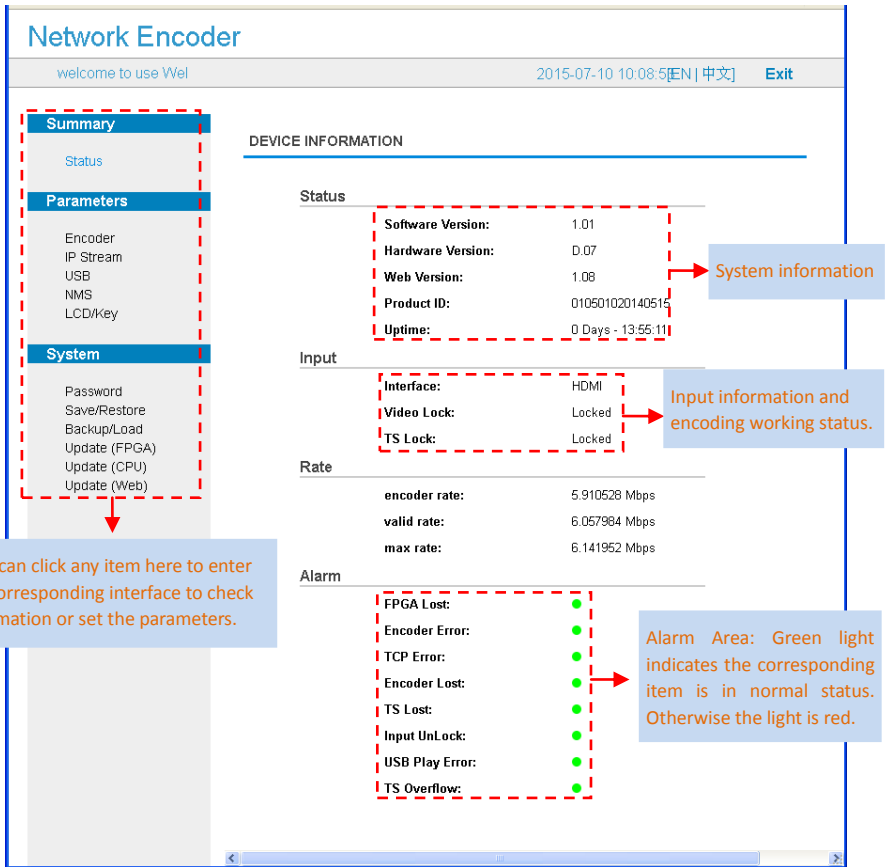 Network Encoder
welcome to use Wel
2015-07-10 10:08:5 [EN | 中文] Exit
Summary
Status
Parameters
Encoder
IP Stream
USB
NMS
LCD/Key
System
Password
Save/Restore
Backup/Load
Update (FPGA)
Update (CPU)
Update (Web)
can click any item here to enter
orresponding interface to check
mation or set the parameters.
DEVICE INFORMATION
Status
Software Version: 1.01
Hardware Version: D.07
Web Version: 1.08
Product ID: 010501020140515
Uptime: 0 Days - 13:55:11
System information
Input
Interface: HDMI
Video Lock: Locked
TS Lock: Locked
Input information and
encoding working status.
Rate
encoder rate: 5.910528 Mbps
valid rate: 6.057984 Mbps
max rate: 6.141952 Mbps
Alarm
FPGA Lost:
Encoder Error:
TCP Error:
Encoder Lost:
TS Lost:
Input UnLock:
USB Play Error:
TS Overflow:
Alarm Area: Green light
indicates the corresponding
item is in normal status.
Otherwise the light is red.